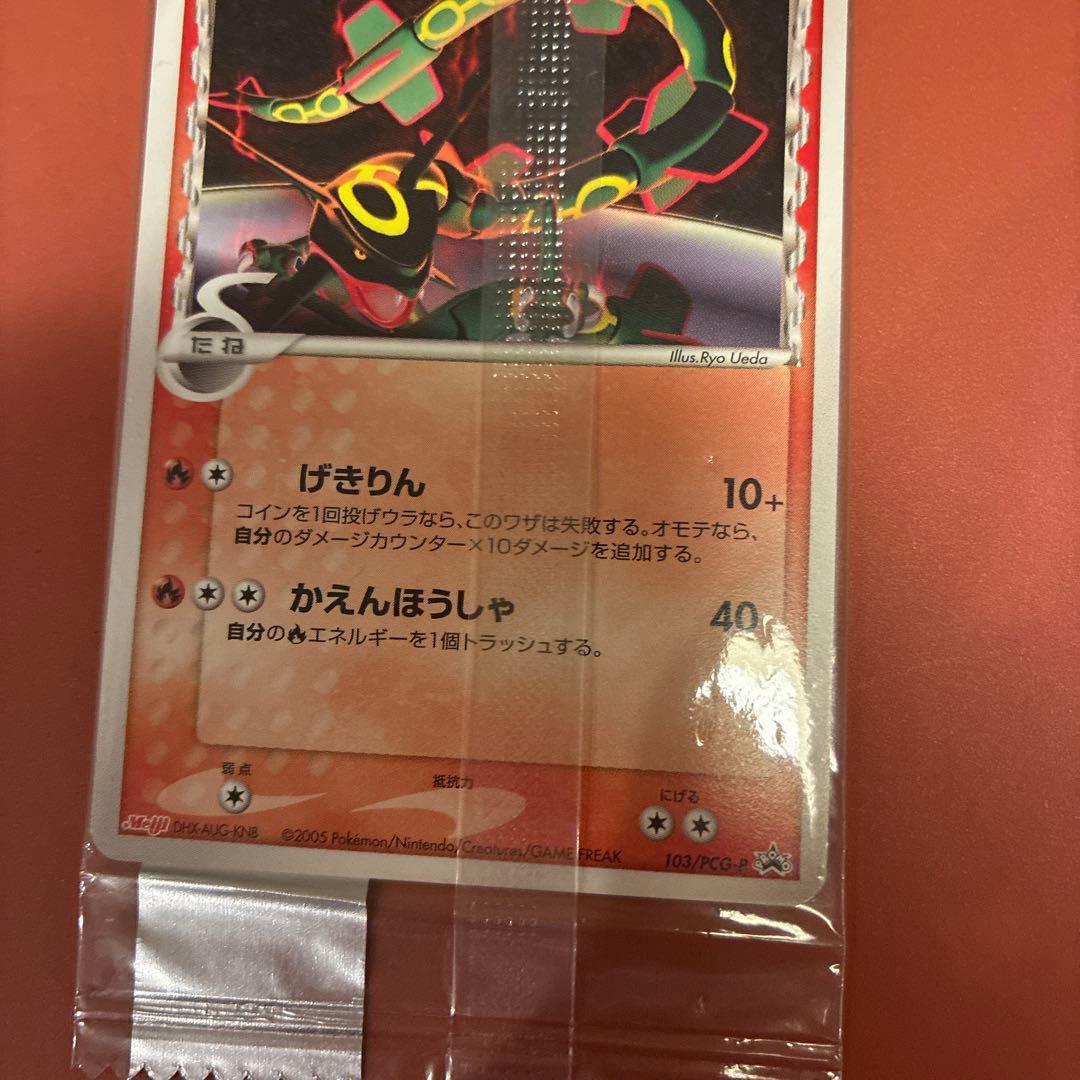 δ
たね
Illus.Ryo Ueda
げきりん 10+
コインを1回投げウラなら、このワザは失敗する。オモテなら、
自分のダメージカウンター×10ダメージを追加する。
かえんほうしゃ 40
自分のエネルギーを1個トラッシュする。
弱点 抵抗力 にげる
Meiji DHX-AUG-KNB ©2005 Pokémon/Nintendo/Creatures/GAME FREAK 103/PCG-P PROMO